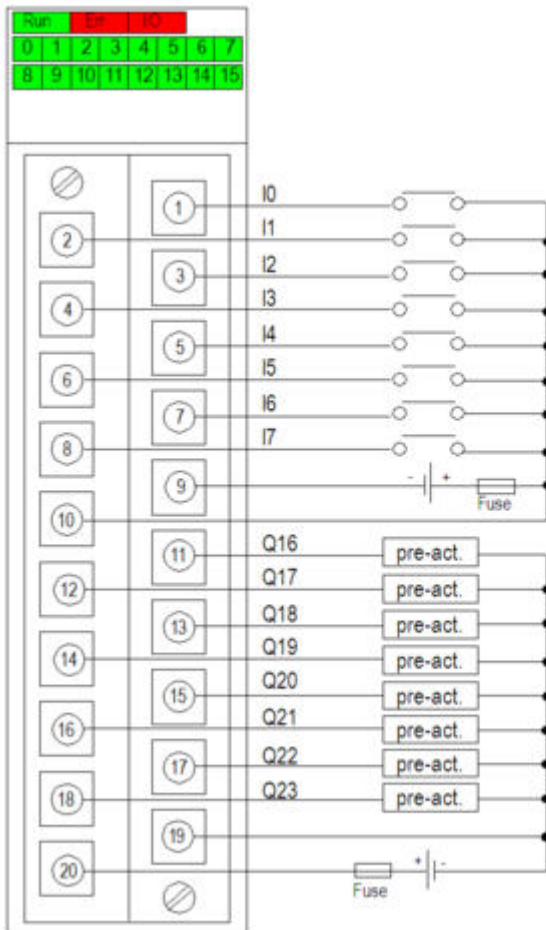 Run Err IO
0 1 2 3 4 5 6 7
8 9 10 11 12 13 14 15
1 I0
2 I1
3 I2
4 I3
5 I4
6 I5
7 I6
8 I7
9 - +
Fuse
10
11 Q16 pre-act.
12 Q17 pre-act.
13 Q18 pre-act.
14 Q19 pre-act.
15 Q20 pre-act.
16 Q21 pre-act.
17 Q22 pre-act.
18 Q23 pre-act.
19
20 + -
Fuse